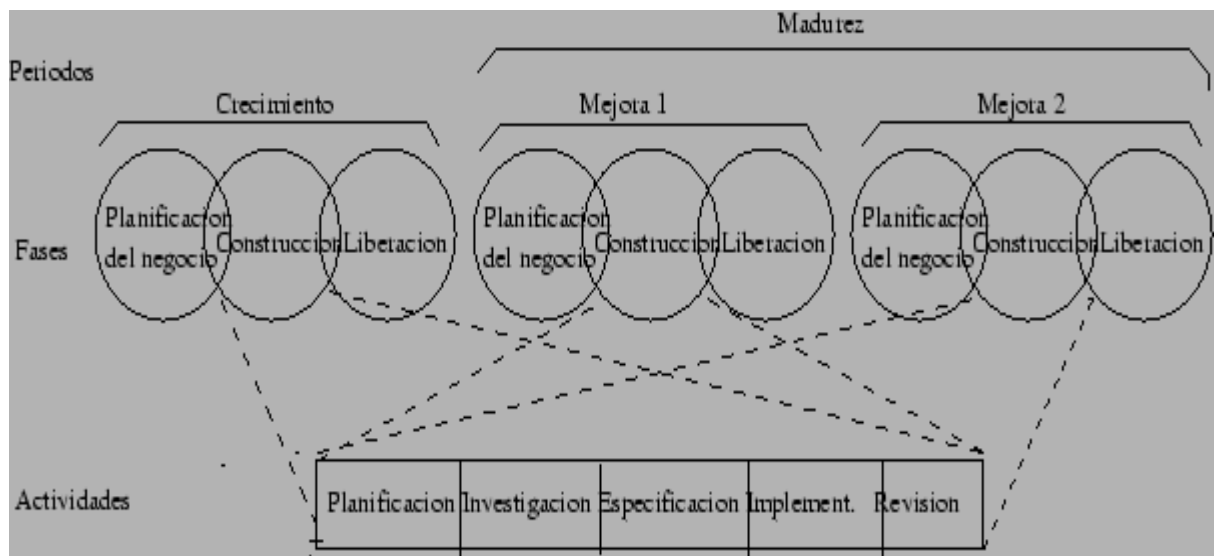 Madurez
Periodos
Crecimiento
Mejora 1
Mejora 2
Fases
Planificacion
del negocio
Construccion
Liberacion
Planificacion
del negocio
Construccion
Liberacion
Planificacion
del negocio
Construccion
Liberacion
Actividades
Planificacion
Investigacion
Especificacion
Implement.
Revision